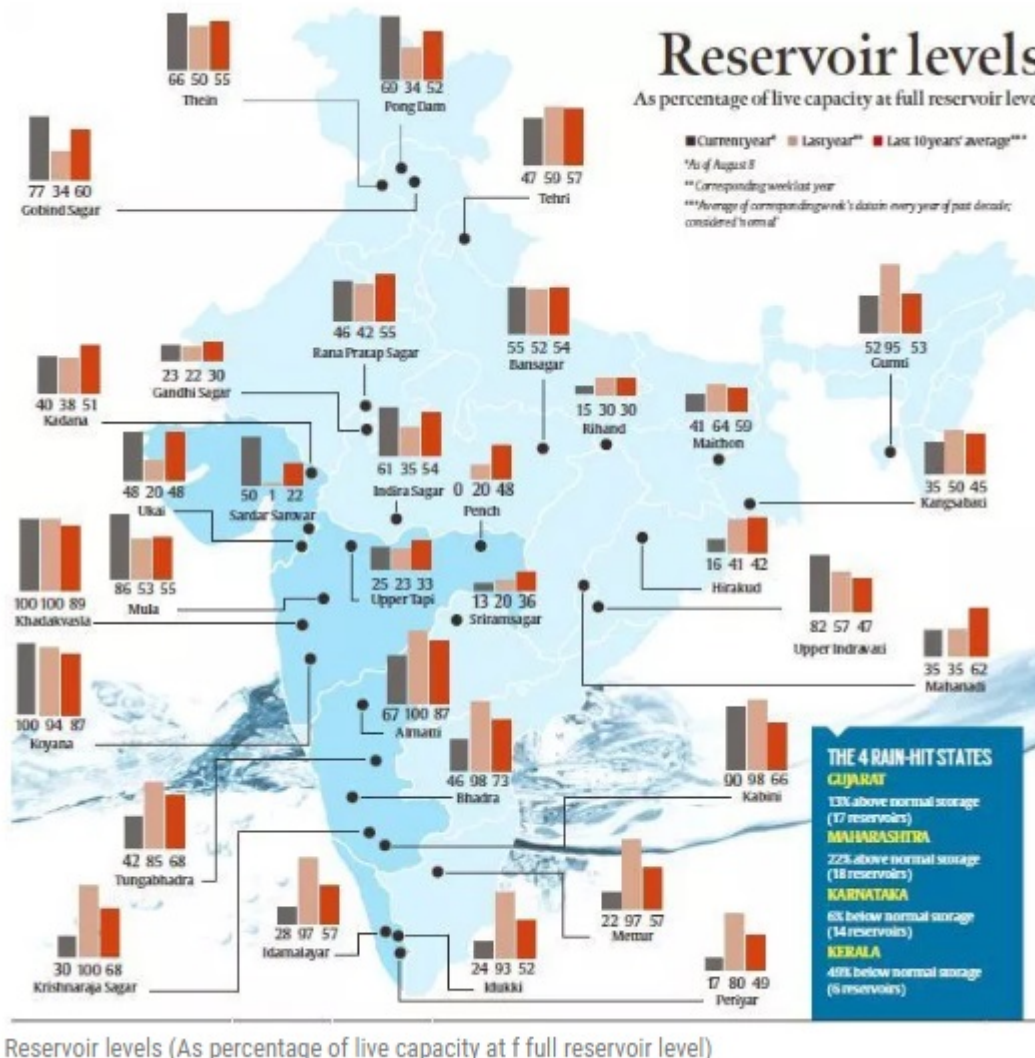 Reservoir levels
As percentage of live capacity at full reservoir leve
Current year* Last year** Last 10 years' average***
*As of August 8
**Corresponding week last year
***Average of corresponding week's data in every year of past decade;
considered 'normal'
66 50 55
Thein
69 34 52
Pong Dam
77 34 60
Gobind Sagar
47 59 57
Tehri
46 42 55
Rana Pratap Sagar
55 52 54
Bansagar
52 95 53
Gumti
40 38 51
Kadana
23 22 30
Gandhi Sagar
15 30 30
Rihand
41 64 59
Maithon
48 20 48
Ukai
50 1 22
Sardar Sarovar
61 35 54
Indira Sagar
0 20 48
Pench
35 50 45
Kangsabati
100 100 89
Khadakvasla
86 53 55
Mula
25 23 33
Upper Tapi
13 20 36
Sriramsagar
16 41 42
Hirakud
82 57 47
Upper Indravati
35 35 62
Mahanadi
100 94 87
Koyana
67 100 87
Almatti
46 98 73
Bhadra
90 98 66
Kabini
42 85 68
Tungabhadra
30 100 68
Krishnaraja Sagar
28 97 57
Idamalayar
24 93 52
Idukki
22 97 57
Mettur
17 80 49
Periyar
THE 4 RAIN-HIT STATES
GUJARAT
13% above normal storage
(17 reservoirs)
MAHARASHTRA
22% above normal storage
(18 reservoirs)
KARNATAKA
6% below normal storage
(14 reservoirs)
KERALA
49% below normal storage
(6 reservoirs)
Reservoir levels (As percentage of live capacity at f full reservoir level)